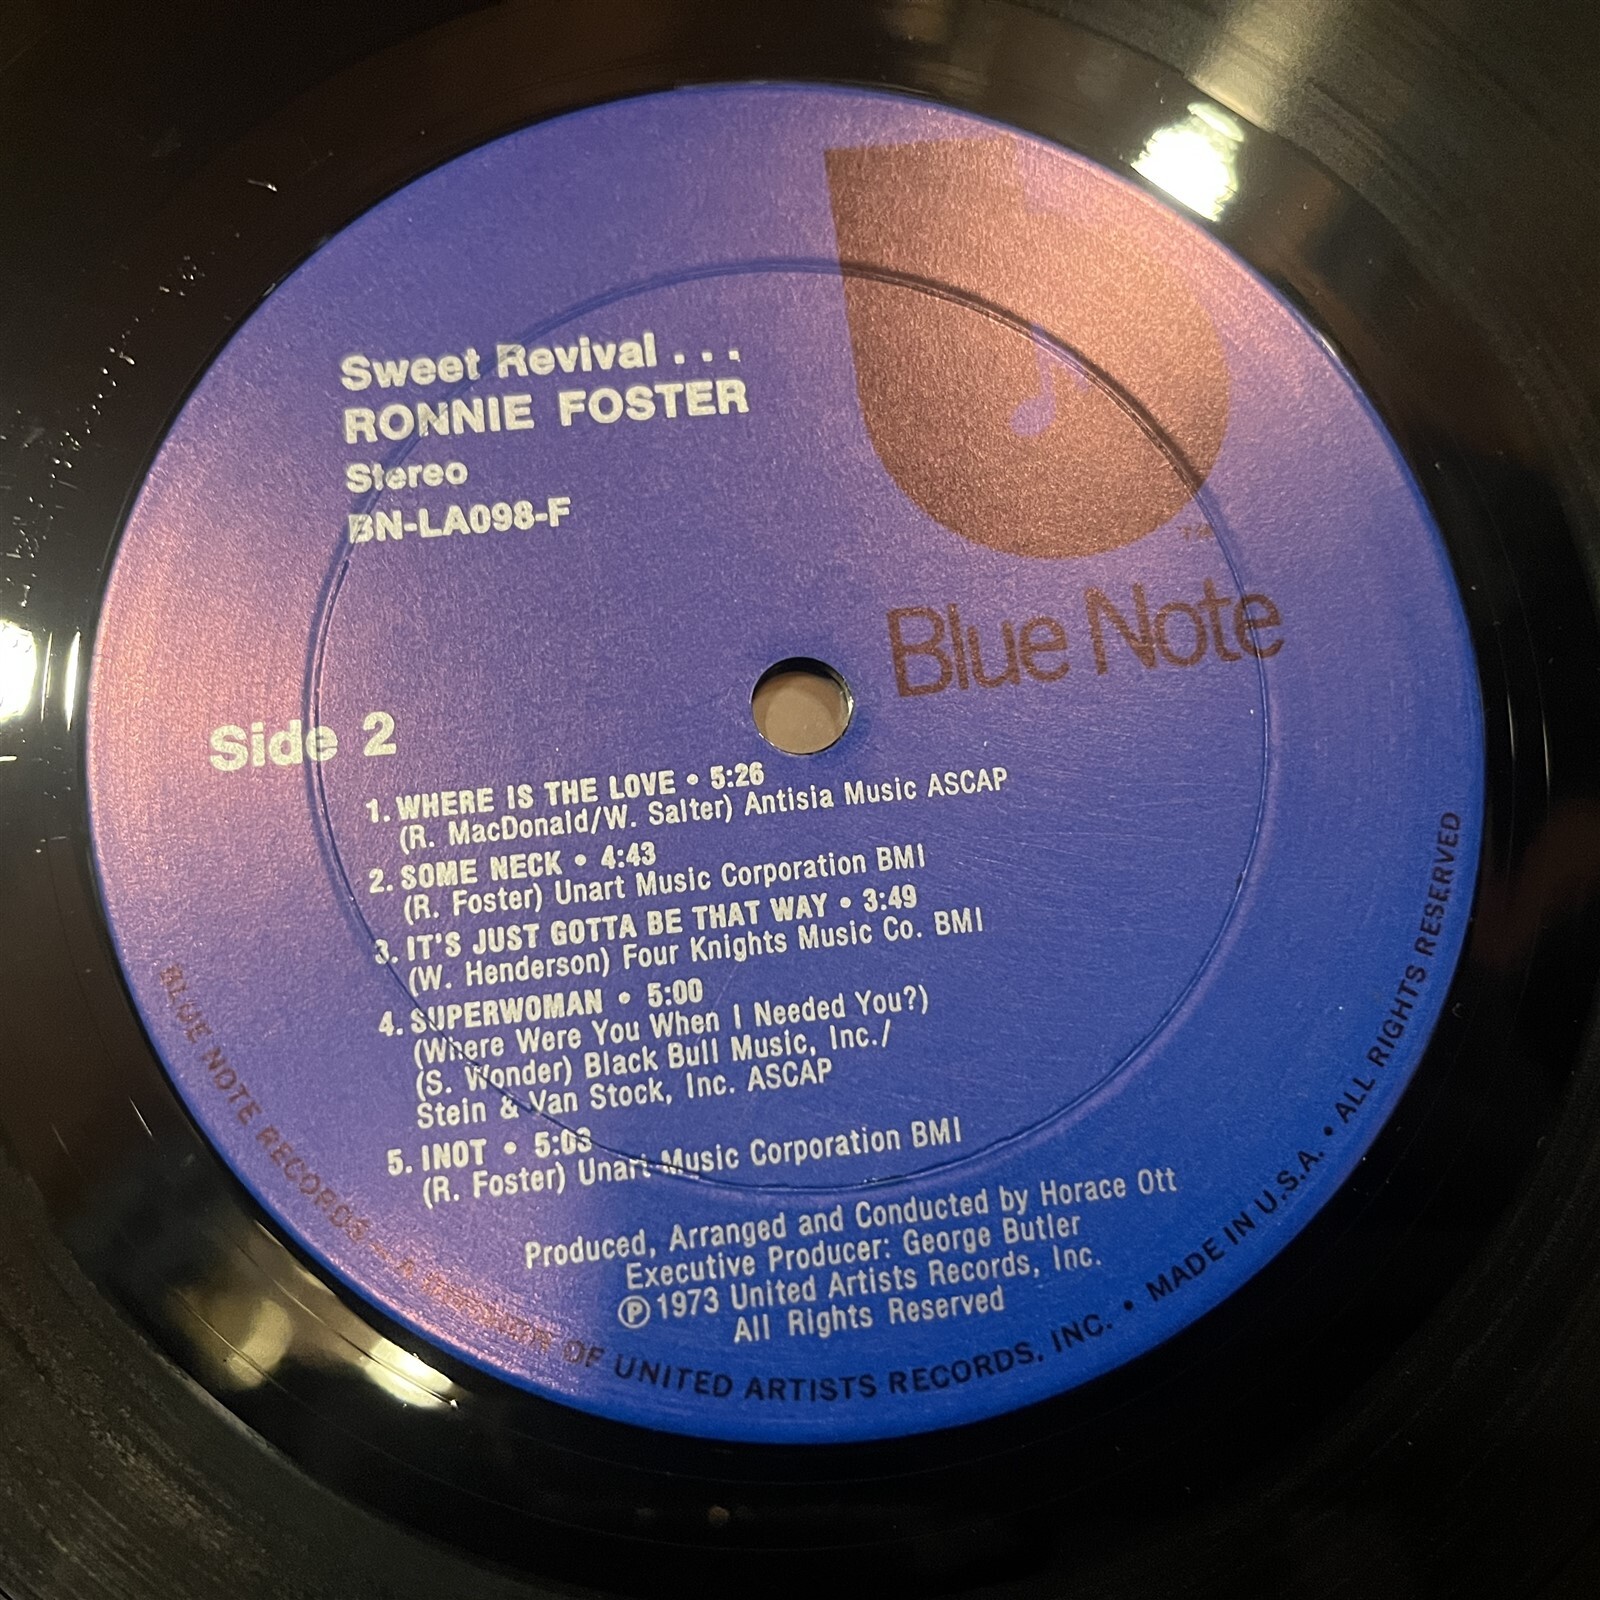 Sweet Revival . . .
RONNIE FOSTER
Stereo
BN-LA098-F
TM
Blue Note
Side 2
1. WHERE IS THE LOVE • 5:26
(R. MacDonald/W. Salter) Antisia Music ASCAP
2. SOME NECK • 4:43
(R. Foster) Unart Music Corporation BMI
3. IT'S JUST GOTTA BE THAT WAY • 3:49
(W. Henderson) Four Knights Music Co. BMI
4. SUPERWOMAN • 5:00
(Where Were You When I Needed You?)
(S. Wonder) Black Bull Music, Inc./
Stein & Van Stock, Inc. ASCAP
5. INOT • 5:03
(R. Foster) Unart Music Corporation BMI
Produced, Arranged and Conducted by Horace Ott
Executive Producer: George Butler
℗ 1973 United Artists Records, Inc.
All Rights Reserved
BLUE NOTE RECORDS — A DIVISION OF UNITED ARTISTS RECORDS, INC. • MADE IN U.S.A. • ALL RIGHTS RESERVED